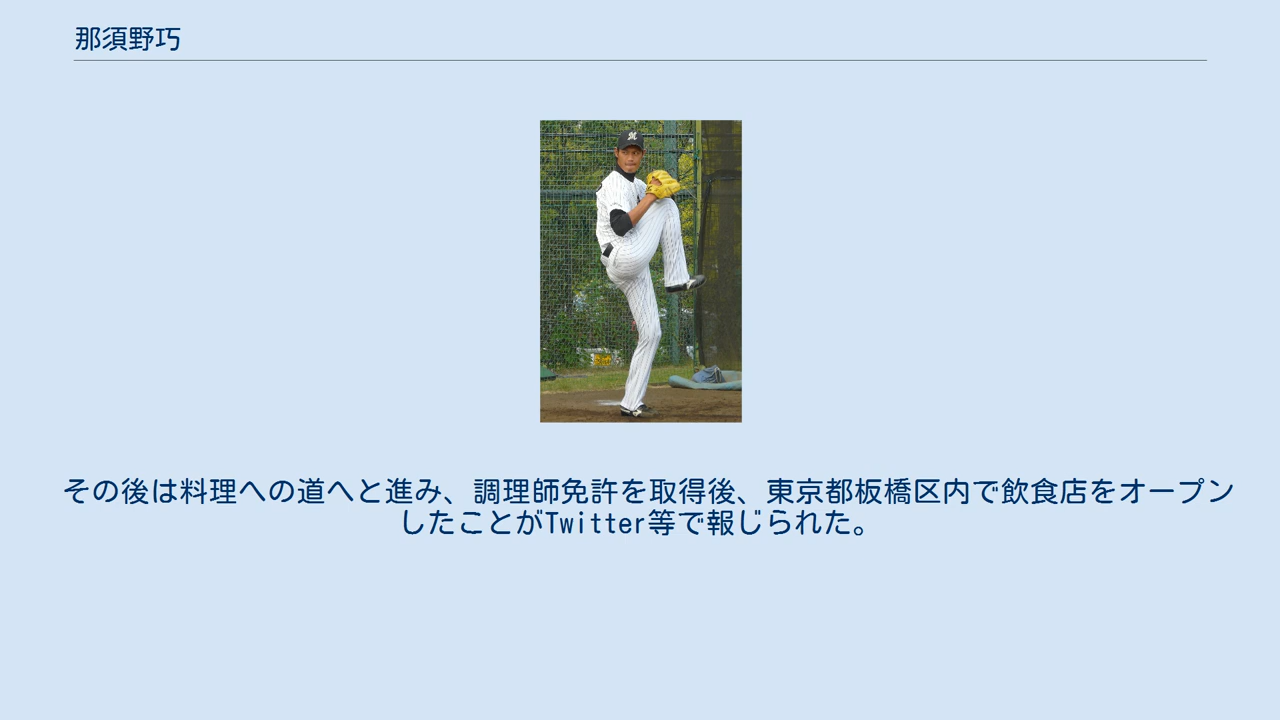 那須野巧
その後は料理への道へと進み、調理師免許を取得後、東京都板橋区内で飲食店をオープン
したことがTwitter等で報じられた。